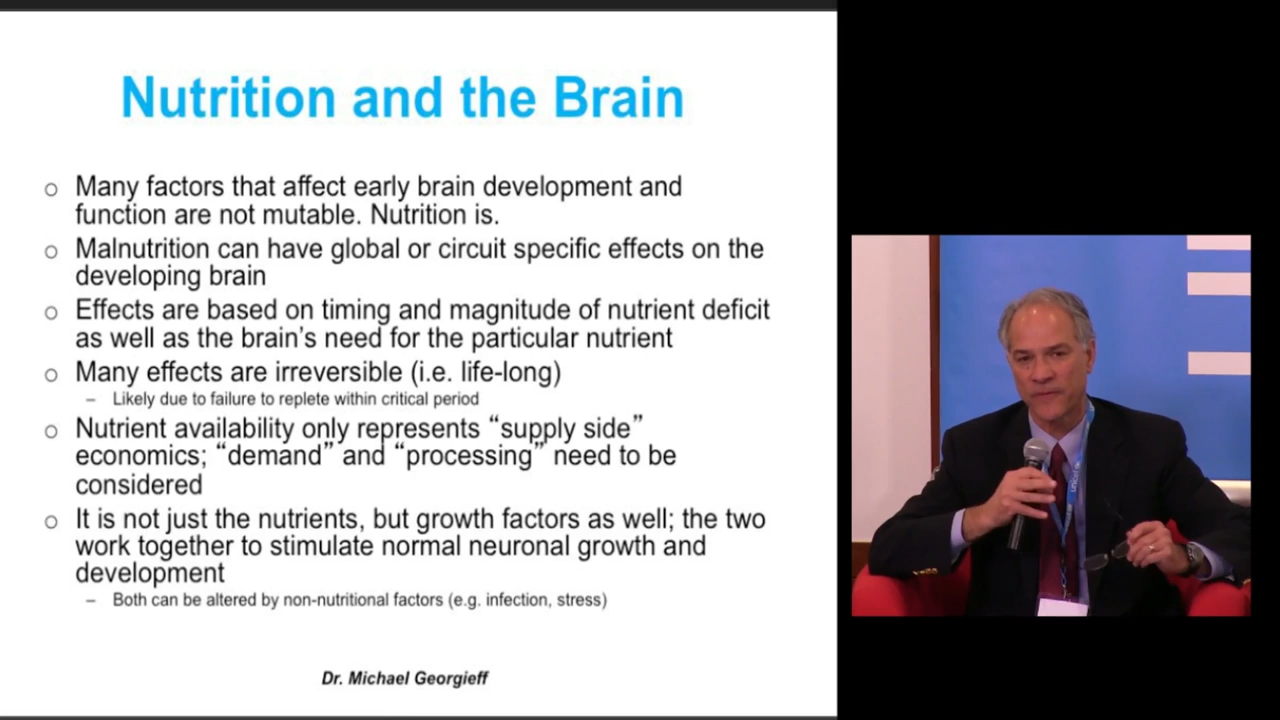 Nutrition and the Brain
○ Many factors that affect early brain development and
function are not mutable. Nutrition is.
○ Malnutrition can have global or circuit specific effects on the
developing brain
○ Effects are based on timing and magnitude of nutrient deficit
as well as the brain’s need for the particular nutrient
○ Many effects are irreversible (i.e. life-long)
– Likely due to failure to replete within critical period
○ Nutrient availability only represents “supply side”
economics; “demand” and “processing” need to be
considered
○ It is not just the nutrients, but growth factors as well; the two
work together to stimulate normal neuronal growth and
development
– Both can be altered by non-nutritional factors (e.g. infection, stress)
Dr. Michael Georgieff
unicef